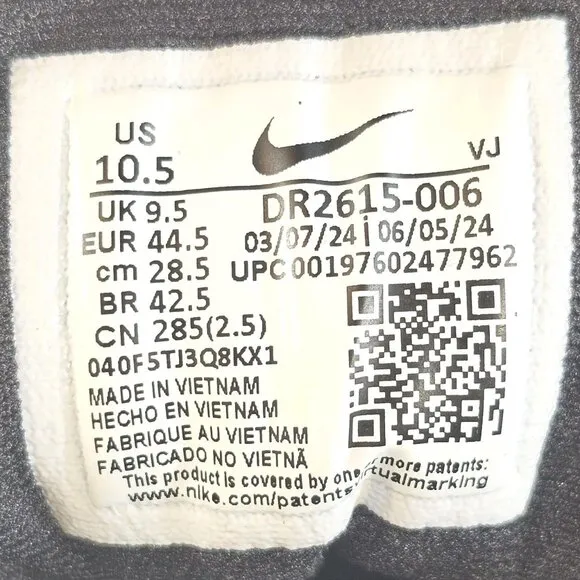 US
10.5
VJ
UK 9.5
DR2615-006
EUR 44.5
03/07/24 | 06/05/24
cm 28.5
UPC 00197602477962
BR 42.5
CN 285(2.5)
040F5TJ3Q8KX1
MADE IN VIETNAM
HECHO EN VIETNAM
FABRIQUE AU VIETNAM
FABRICADO NO VIETNÃ
This product is covered by one more patents:
www.nike.com/patents